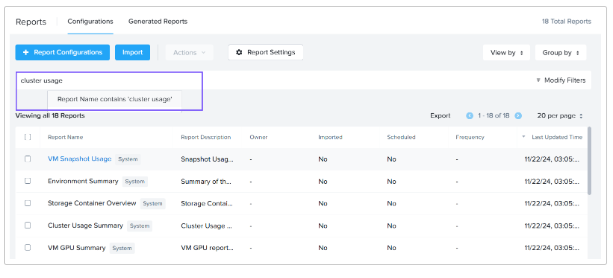 Reports Configurations Generated Reports 18 Total Reports
+ Report Configurations Import Actions Report Settings View by Group by
cluster usage Modify Filters
Report Name contains 'cluster usage'
Viewing all 18 Reports Export 1 - 18 of 18 20 per page
Report Name Report Description Owner Imported Scheduled Frequency Last Updated Time
VM Snapshot Usage System Snapshot Usag... - No No - 11/22/24, 03:05:...
Environment Summary System Summary of th... - No No - 11/22/24, 03:05:...
Storage Container Overview System Storage Contai... - No No - 11/22/24, 03:05:...
Cluster Usage Summary System Cluster Usage ... - No No - 11/22/24, 03:05:...
VM GPU Summary System VM GPU report... - No No - 11/22/24, 03:05:...